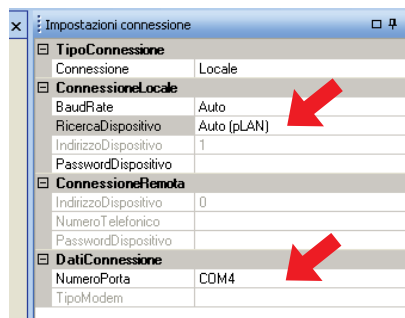 Impostazioni connessione
TipoConnessione
Connessione Locale
ConnessioneLocale
BaudRate Auto
RicercaDispositivo Auto (pLAN)
IndirizzoDispositivo 1
PasswordDispositivo
ConnessioneRemota
IndirizzoDispositivo 0
NumeroTelefonico
PasswordDispositivo
DatiConnessione
NumeroPorta COM4
TipoModem